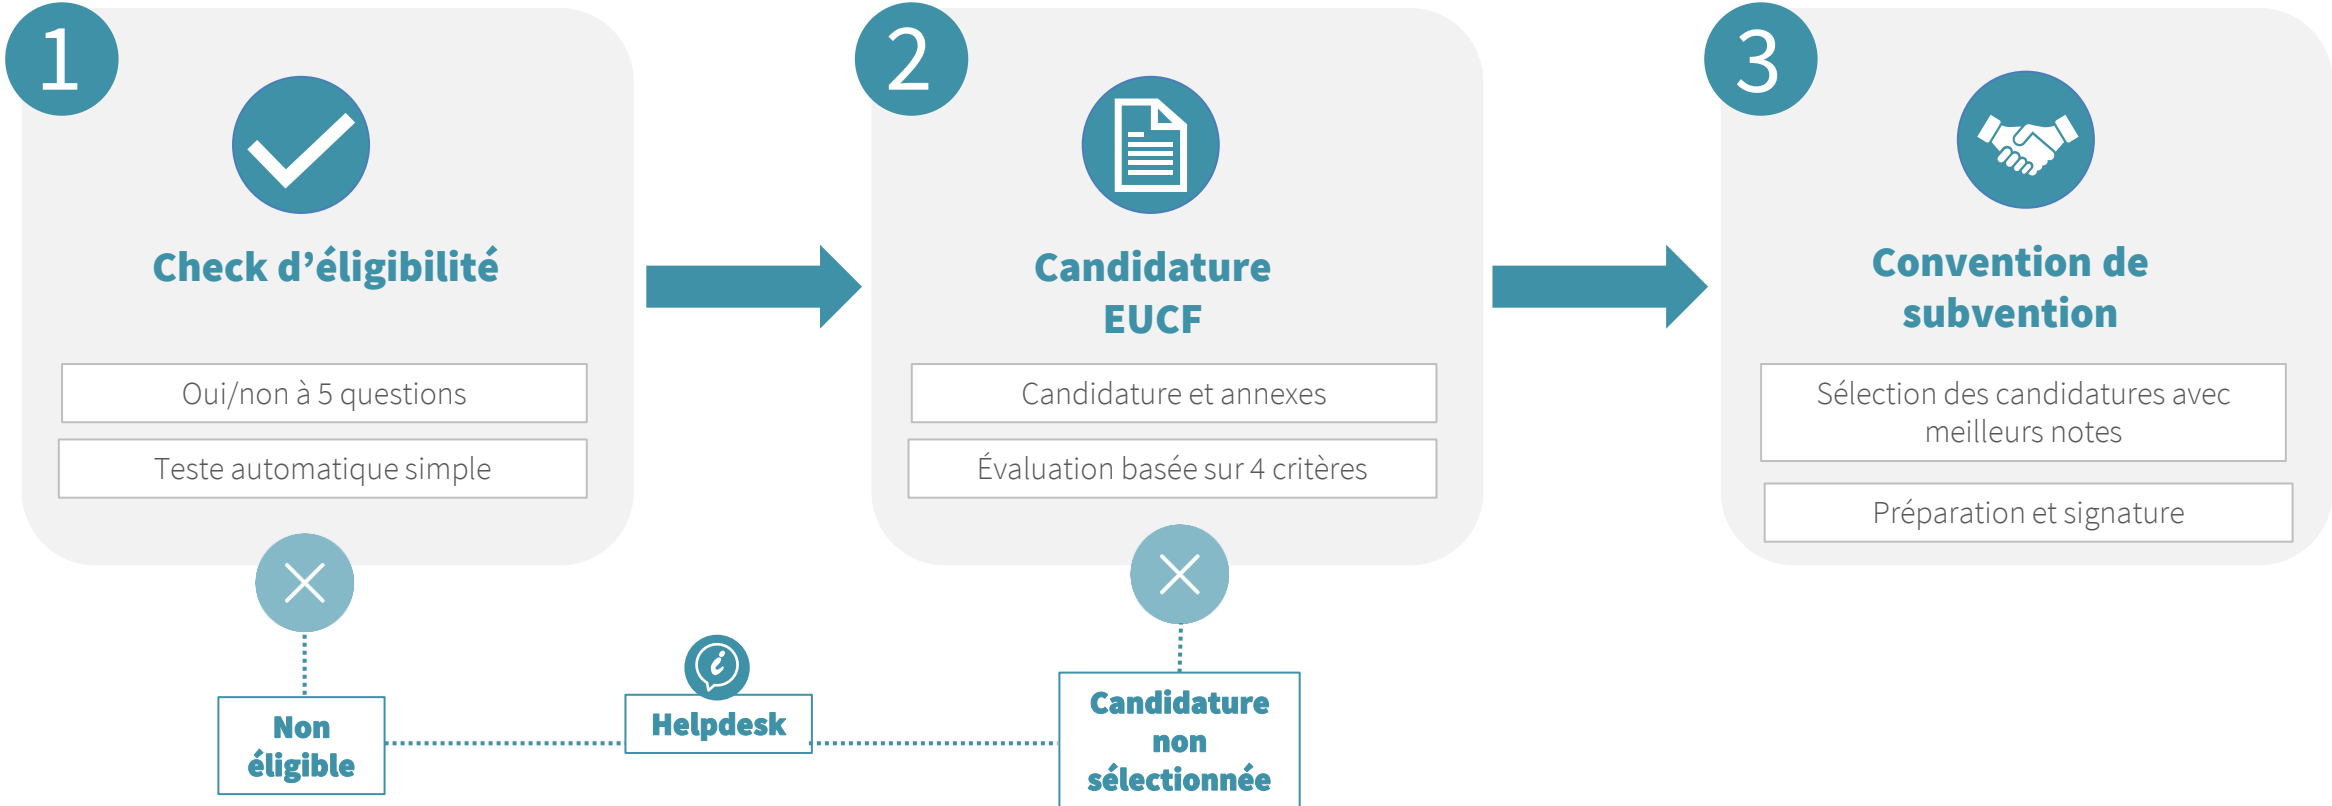 1
Check d’éligibilité
Oui/non à 5 questions
Teste automatique simple
2
Candidature
EUCF
Candidature et annexes
Évaluation basée sur 4 critères
3
Convention de
subvention
Sélection des candidatures avec
meilleurs notes
Préparation et signature
Non
éligible
i
Helpdesk
Candidature
non
sélectionnée